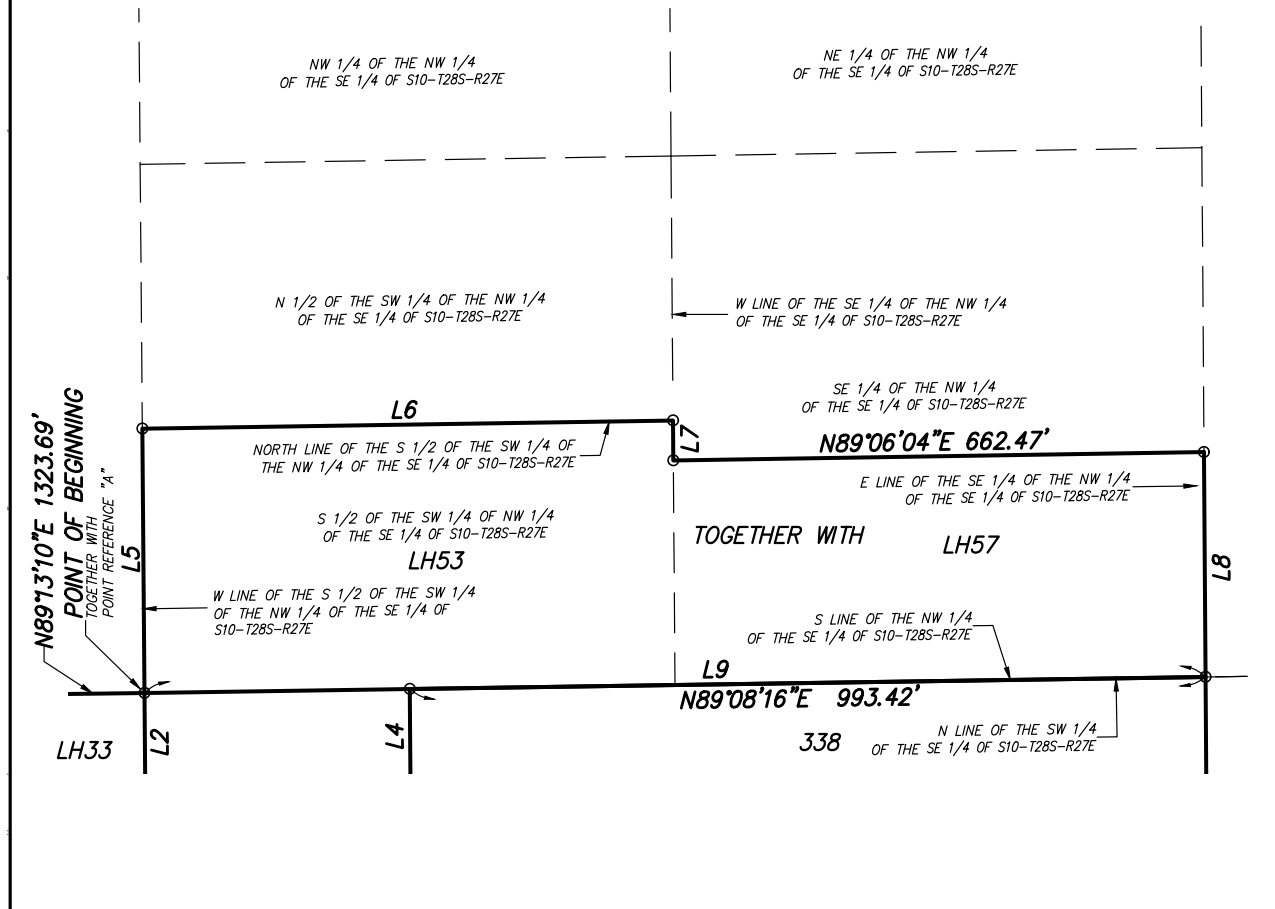 NW 1/4 OF THE NW 1/4
OF THE SE 1/4 OF S10-T28S-R27E
NE 1/4 OF THE NW 1/4
OF THE SE 1/4 OF S10-T28S-R27E
N 1/2 OF THE SW 1/4 OF THE NW 1/4
OF THE SE 1/4 OF S10-T28S-R27E
W LINE OF THE SE 1/4 OF THE NW 1/4
OF THE SE 1/4 OF S10-T28S-R27E
SE 1/4 OF THE NW 1/4
OF THE SE 1/4 OF S10-T28S-R27E
L6
L7
N89°06'04"E 662.47'
NORTH LINE OF THE S 1/2 OF THE SW 1/4 OF
THE NW 1/4 OF THE SE 1/4 OF S10-T28S-R27E
E LINE OF THE SE 1/4 OF THE NW 1/4
OF THE SE 1/4 OF S10-T28S-R27E
N89°13'10"E 1323.69'
POINT OF BEGINNING
TOGETHER WITH
POINT REFERENCE "A"
L5
S 1/2 OF THE SW 1/4 OF NW 1/4
OF THE SE 1/4 OF S10-T28S-R27E
LH53
TOGETHER WITH
LH57
L8
W LINE OF THE S 1/2 OF THE SW 1/4
OF THE NW 1/4 OF THE SE 1/4 OF
S10-T28S-R27E
S LINE OF THE NW 1/4
OF THE SE 1/4 OF S10-T28S-R27E
L9
N89°08'16"E 993.42'
LH33
L2
L4
338
N LINE OF THE SW 1/4
OF THE SE 1/4 OF S10-T28S-R27E